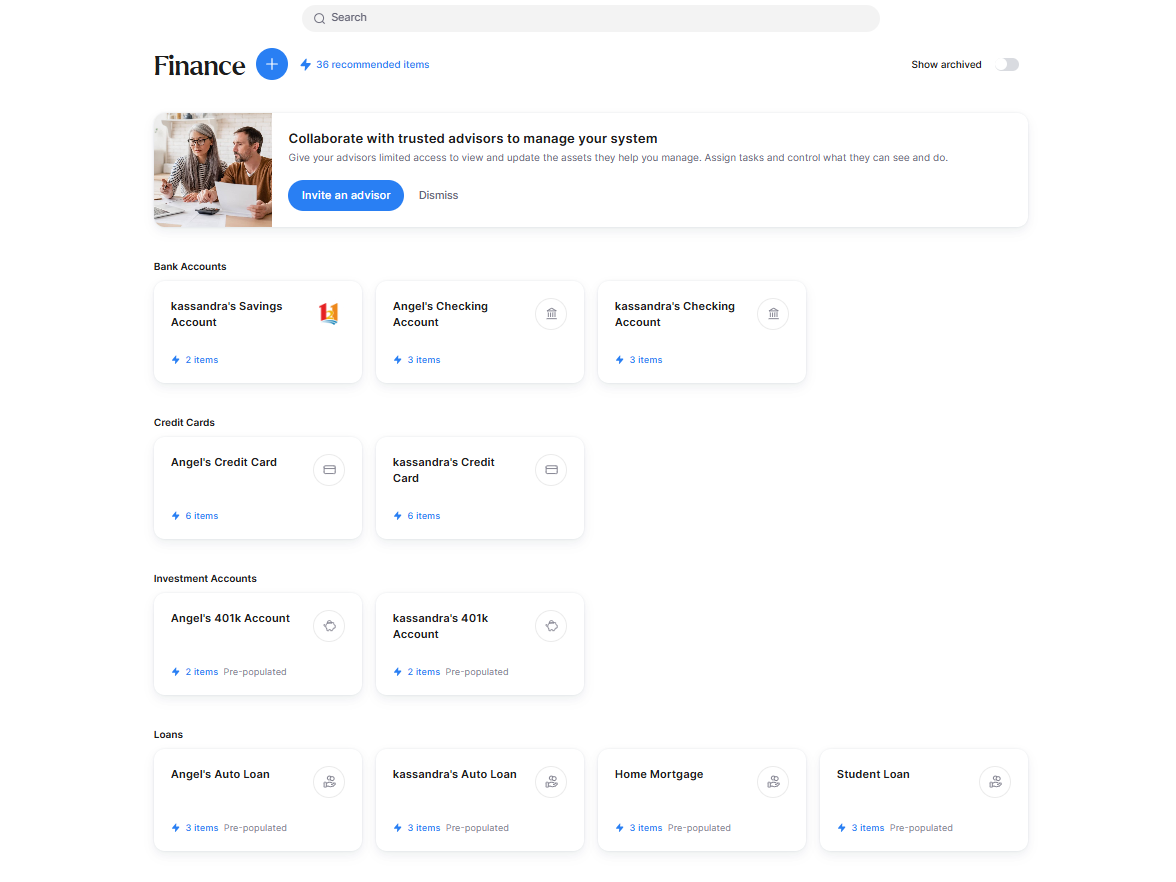 Search
Finance
36 recommended items
Show archived
Collaborate with trusted advisors to manage your system
Give your advisors limited access to view and update the assets they help you manage. Assign tasks and control what they can see and do.
Invite an advisor
Dismiss
Bank Accounts
kassandra's Savings
Account
2 items
Angel's Checking
Account
3 items
kassandra's Checking
Account
3 items
Credit Cards
Angel's Credit Card
6 items
kassandra's Credit
Card
6 items
Investment Accounts
Angel's 401k Account
2 items Pre-populated
kassandra's 401k
Account
2 items Pre-populated
Loans
Angel's Auto Loan
3 items Pre-populated
kassandra's Auto Loan
3 items Pre-populated
Home Mortgage
3 items Pre-populated
Student Loan
3 items Pre-populated